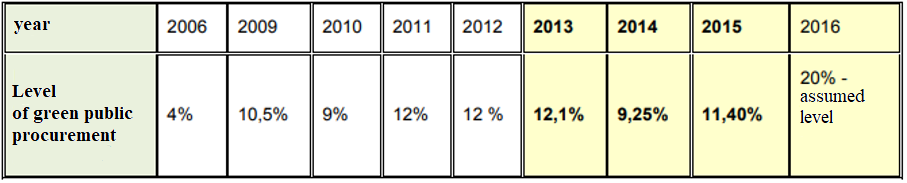 year 2006 2009 2010 2011 2012 2013 2014 2015 2016
Level
of green public
procurement 4% 10,5% 9% 12% 12 % 12,1% 9,25% 11,40% 20% -
assumed
level